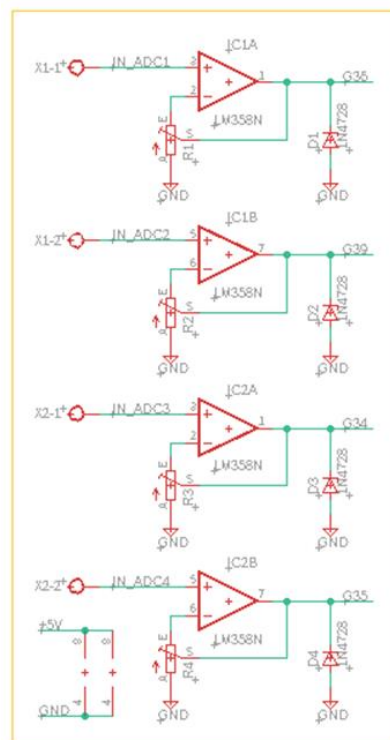 IC1A
X1-1 IN_ADC1 3 1 G36
2
LM358N
E
S
R1
A
D1
1N4728
GND GND
IC1B
X1-2 IN_ADC2 5 7 G39
6
LM358N
E
S
R2
A
D2
1N4728
GND GND
IC2A
X2-1 IN_ADC3 3 1 G34
2
LM358N
E
S
R3
A
D3
1N4728
GND GND
IC2B
X2-2 IN_ADC4 5 7 G35
6
LM358N
+5V
8 8
E
S
R4
A
D4
1N4728
4 4
GND GND GND